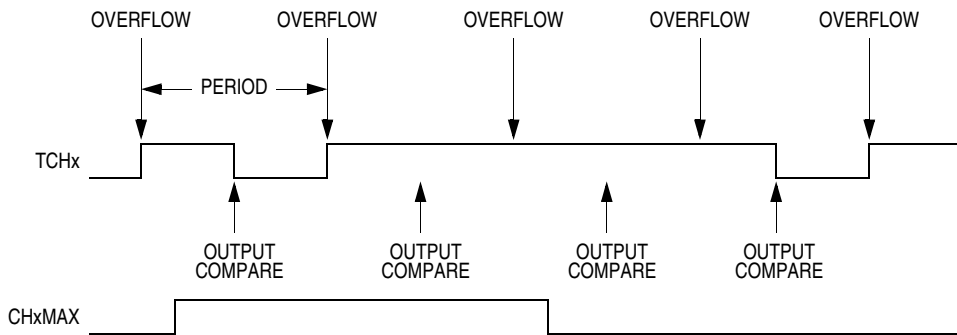 OVERFLOW OVERFLOW OVERFLOW OVERFLOW OVERFLOW
PERIOD
TCHx
OUTPUT OUTPUT OUTPUT OUTPUT
COMPARE COMPARE COMPARE COMPARE
CHxMAX